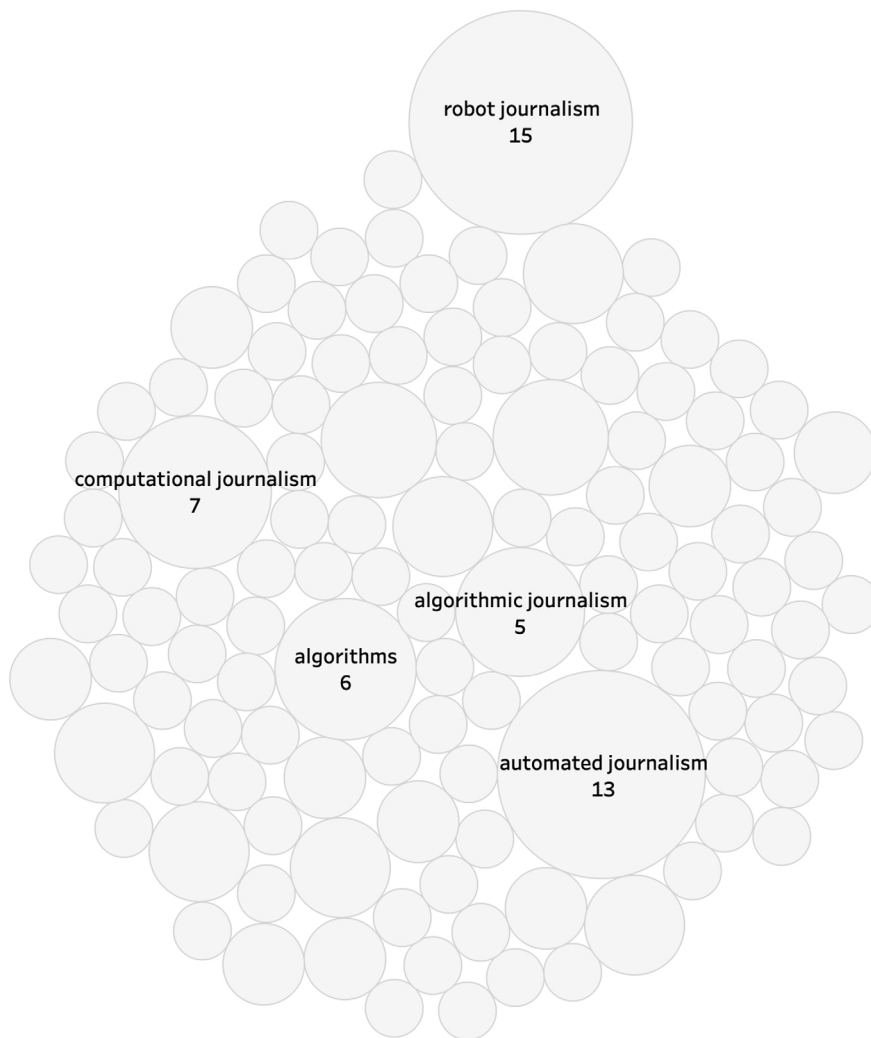 robot journalism
15
computational journalism
7
algorithmic journalism
5
algorithms
6
automated journalism
13